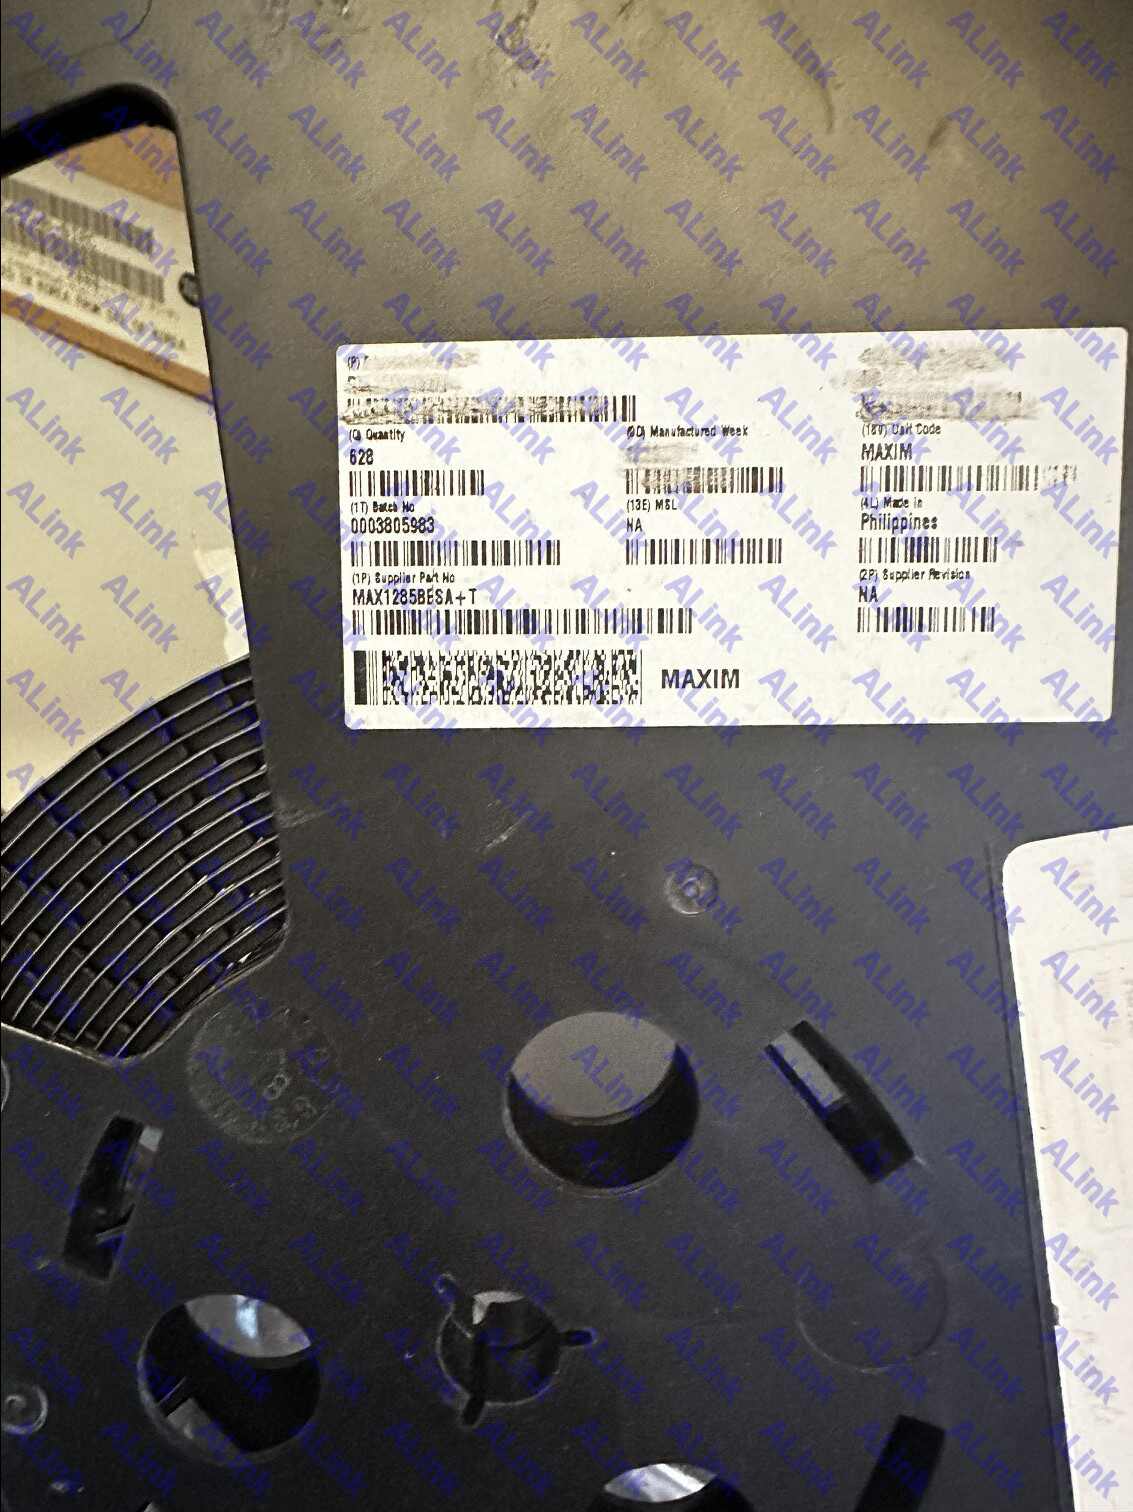 (P)
(Q) Quantity
628
(9D) Manufactured Week
(18V) Unit Code
MAXIM
(1T) Batch No
0003805983
(13E) MSL
NA
(4L) Made In
Philippines
(1P) Supplier Part No
MAX1285BESA+T
(2P) Supplier Revision
NA
MAXIM
ALink